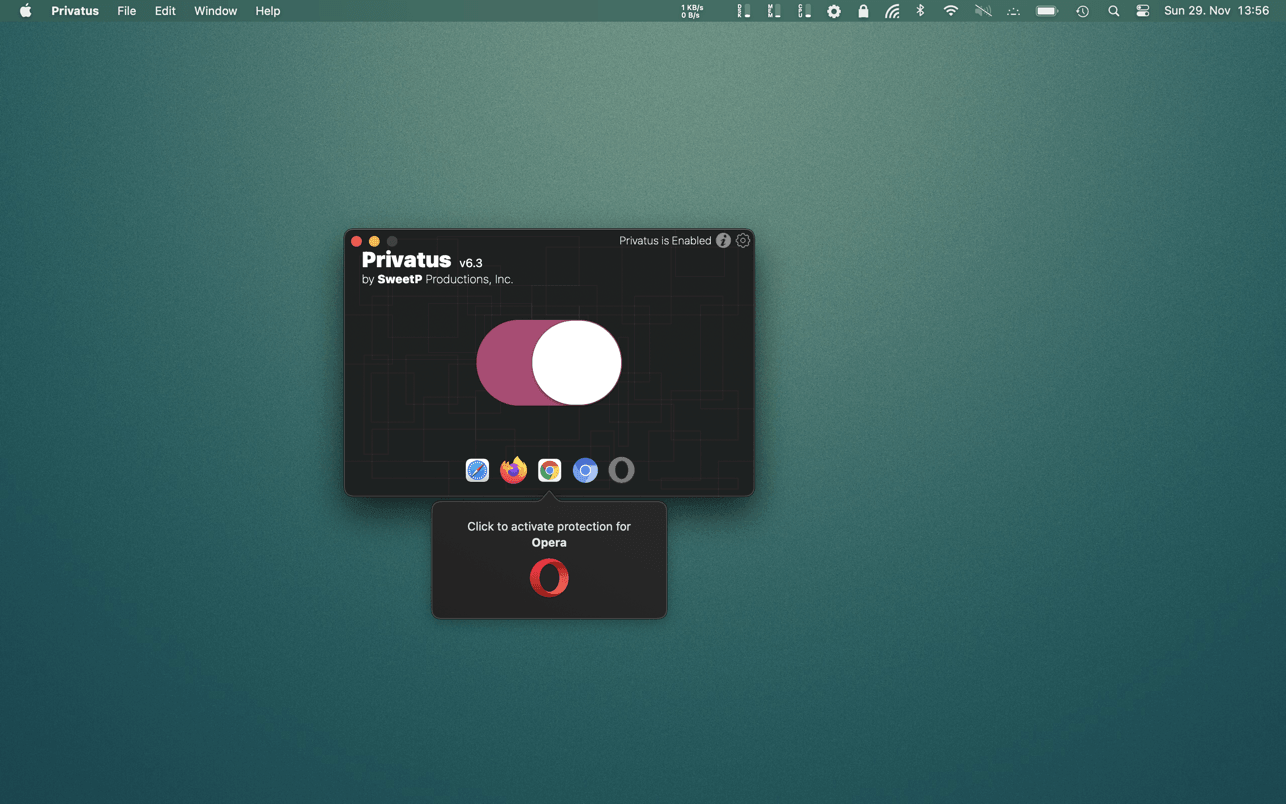 Privatus File Edit Window Help 1 KB/s Sun 29. Nov 13:56
0 B/s
Privatus is Enabled
Privatus v6.3
by SweetP Productions, Inc.
Click to activate protection for
Opera